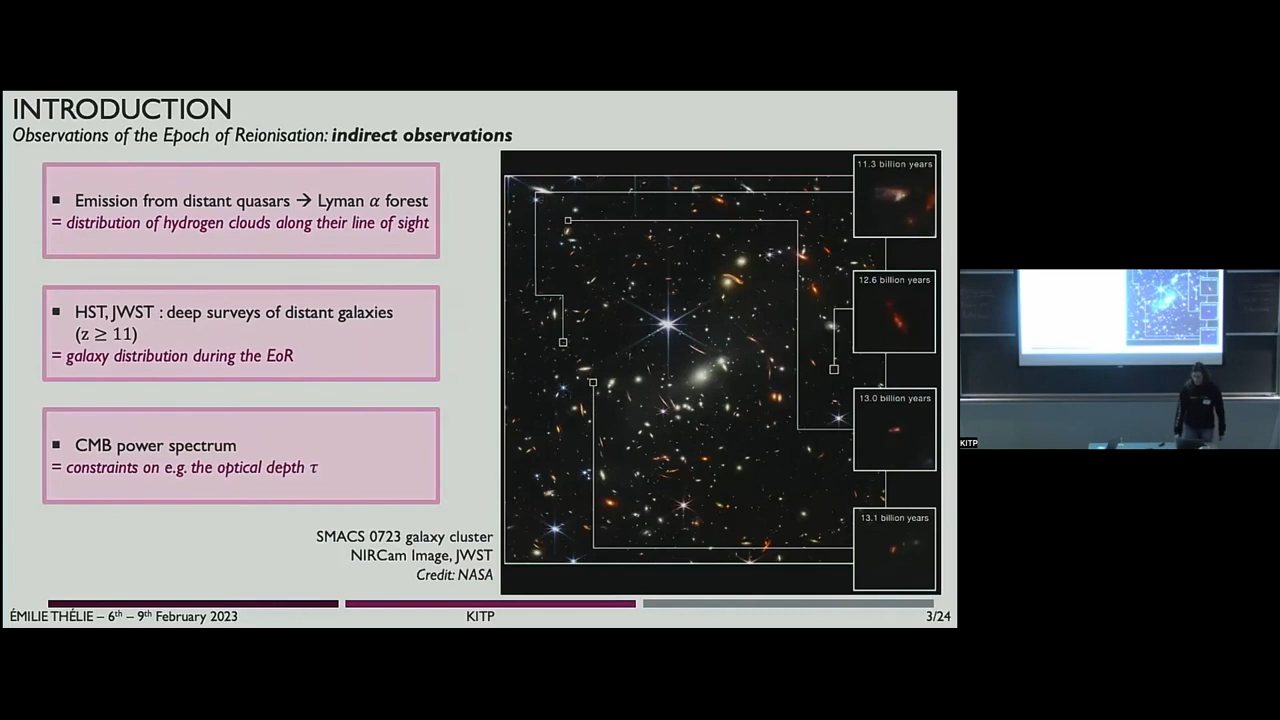 INTRODUCTION
Observations of the Epoch of Reionisation: indirect observations
▪ Emission from distant quasars → Lyman α forest
= distribution of hydrogen clouds along their line of sight
▪ HST, JWST : deep surveys of distant galaxies
(z ≥ 11)
= galaxy distribution during the EoR
▪ CMB power spectrum
= constraints on e.g. the optical depth τ
SMACS 0723 galaxy cluster
NIRCam Image, JWST
Credit: NASA
11.3 billion years
12.6 billion years
13.0 billion years
13.1 billion years
ÉMILIE THÉLIE – 6th – 9th February 2023
KITP
3/24
KITP